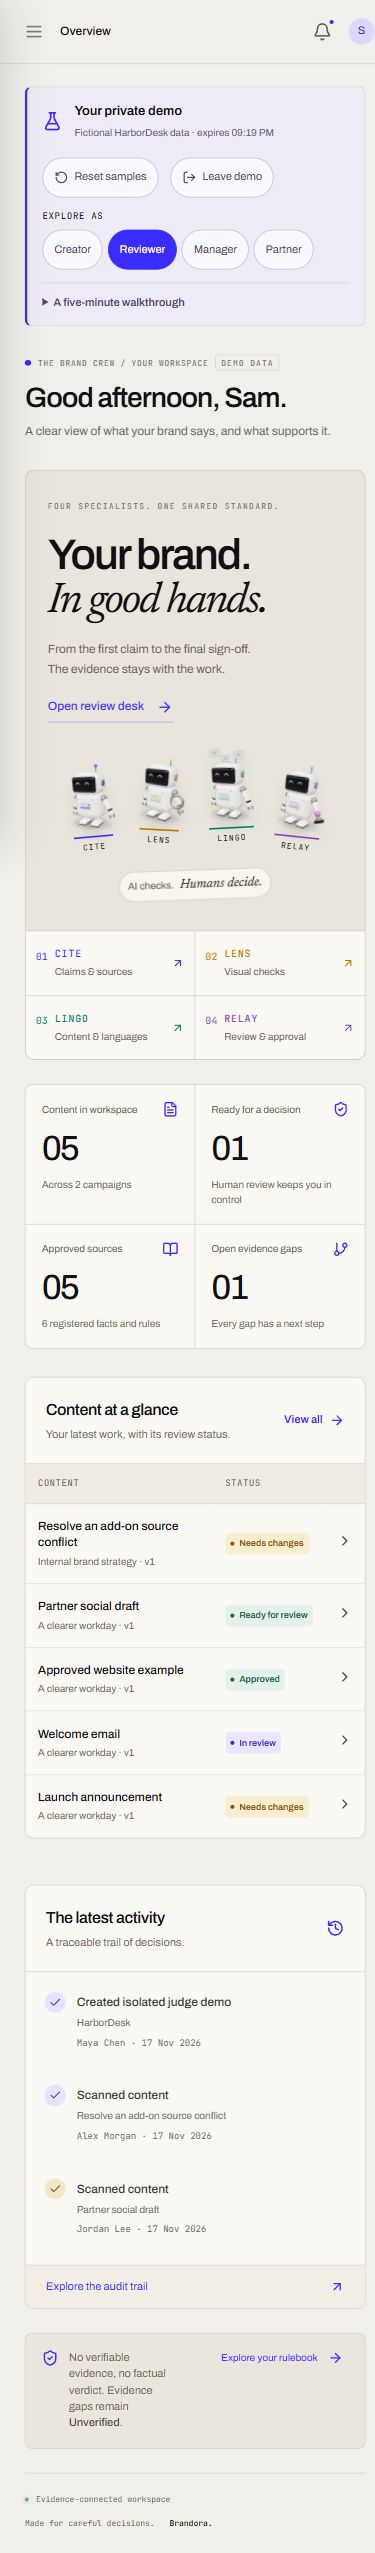 Overview
S
Your private demo
Fictional HarborDesk data · expires 09:19 PM
Reset samples
Leave demo
EXPLORE AS
Creator
Reviewer
Manager
Partner
A five-minute walkthrough
THE BRAND CREW / YOUR WORKSPACE
DEMO DATA
Good afternoon, Sam.
A clear view of what your brand says, and what supports it.
FOUR SPECIALISTS. ONE SHARED STANDARD.
Your brand.
In good hands.
From the first claim to the final sign-off.
The evidence stays with the work.
Open review desk
CITE
LENS
LINGO
RELAY
AI checks. Humans decide.
01 CITE
Claims & sources
02 LENS
Visual checks
03 LINGO
Content & languages
04 RELAY
Review & approval
Content in workspace
05
Across 2 campaigns
Ready for a decision
01
Human review keeps you in
control
Approved sources
05
6 registered facts and rules
Open evidence gaps
01
Every gap has a next step
Content at a glance
Your latest work, with its review status.
View all
CONTENT
STATUS
Resolve an add-on source
conflict
Internal brand strategy · v1
Needs changes
Partner social draft
A clearer workday · v1
Ready for review
Approved website example
A clearer workday · v1
Approved
Welcome email
A clearer workday · v1
In review
Launch announcement
A clearer workday · v1
Needs changes
The latest activity
A traceable trail of decisions.
Created isolated judge demo
HarborDesk
Maya Chen · 17 Nov 2026
Scanned content
Resolve an add-on source conflict
Alex Morgan · 17 Nov 2026
Scanned content
Partner social draft
Jordan Lee · 17 Nov 2026
Explore the audit trail
No verifiable
evidence, no factual
verdict. Evidence
gaps remain
Unverified.
Explore your rulebook
Evidence-connected workspace
Made for careful decisions. Brandora.